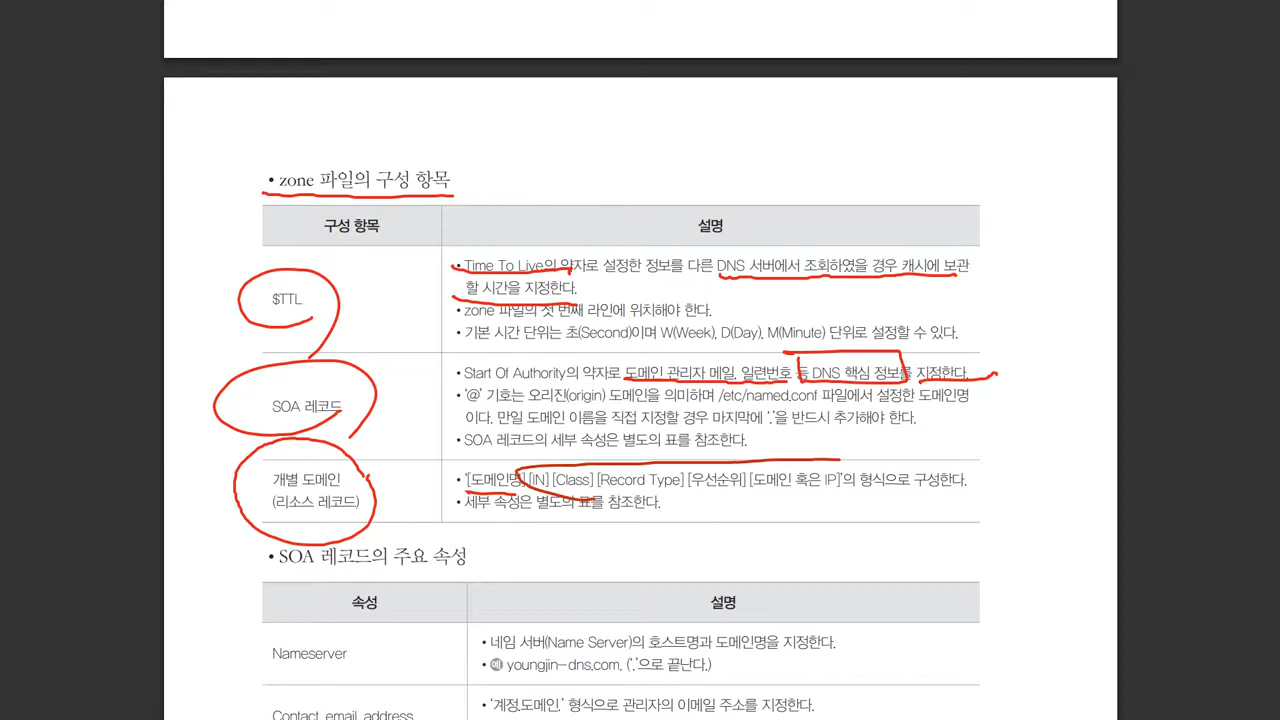 • zone 파일의 구성 항목
구성 항목
설명
$TTL
• Time To Live의 약자로 설정한 정보를 다른 DNS 서버에서 조회하였을 경우 캐시에 보관
할 시간을 지정한다.
• zone 파일의 첫 번째 라인에 위치해야 한다.
• 기본 시간 단위는 초(Second)이며 W(Week), D(Day), M(Minute) 단위로 설정할 수 있다.
SOA 레코드
• Start Of Authority의 약자로 도메인 관리자 메일, 일련번호 등 DNS 핵심 정보를 지정한다.
• '@' 기호는 오리진(origin) 도메인을 의미하며 /etc/named.conf 파일에서 설정한 도메인명
이다. 만일 도메인 이름을 직접 지정할 경우 마지막에 '.'을 반드시 추가해야 한다.
• SOA 레코드의 세부 속성은 별도의 표를 참조한다.
개별 도메인
(리소스 레코드)
• '[도메인명] [IN] [Class] [Record Type] [우선순위] [도메인 혹은 IP]'의 형식으로 구성한다.
• 세부 속성은 별도의 표를 참조한다.
• SOA 레코드의 주요 속성
속성
설명
Nameserver
• 네임 서버(Name Server)의 호스트명과 도메인명을 지정한다.
• 예 youngjin-dns.com. ('.'으로 끝난다.)
Contact email address
• '계정.도메인.' 형식으로 관리자의 이메일 주소를 지정한다.